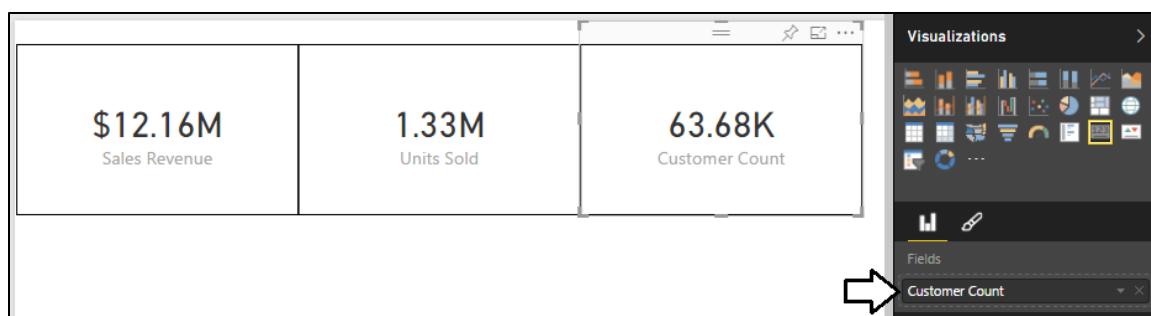 $12.16M
Sales Revenue
1.33M
Units Sold
63.68K
Customer Count
Visualizations
Fields
Customer Count